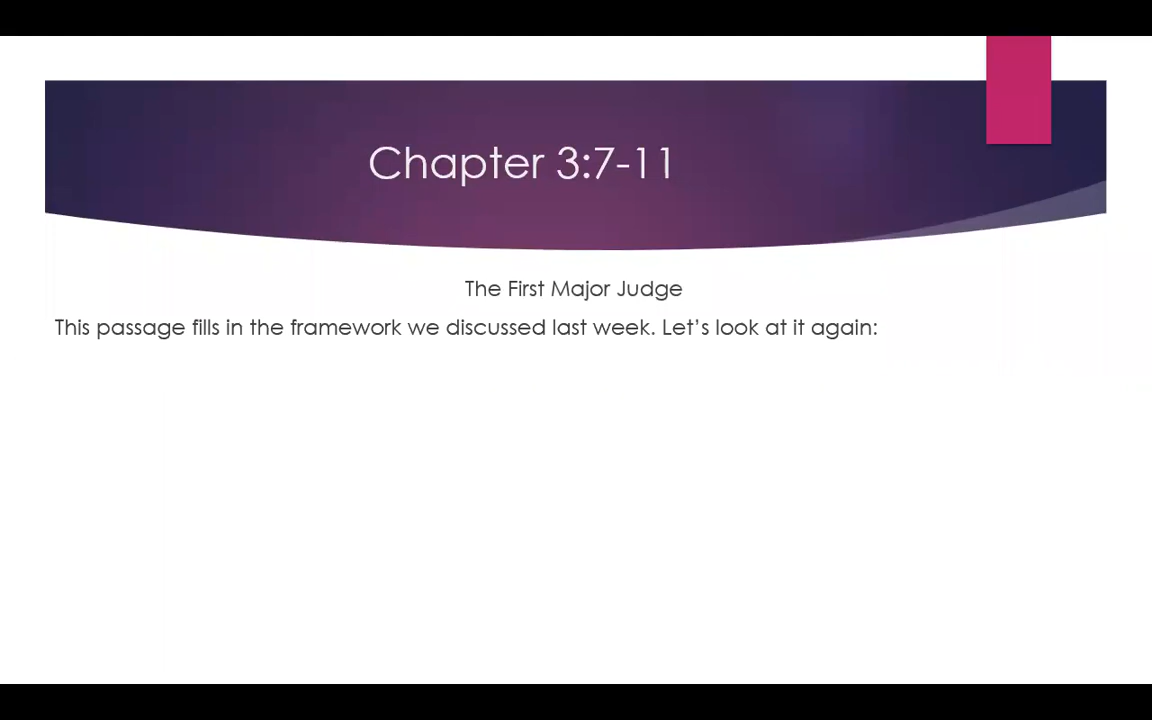 Chapter 3:7-11
The First Major Judge
This passage fills in the framework we discussed last week. Let’s look at it again: